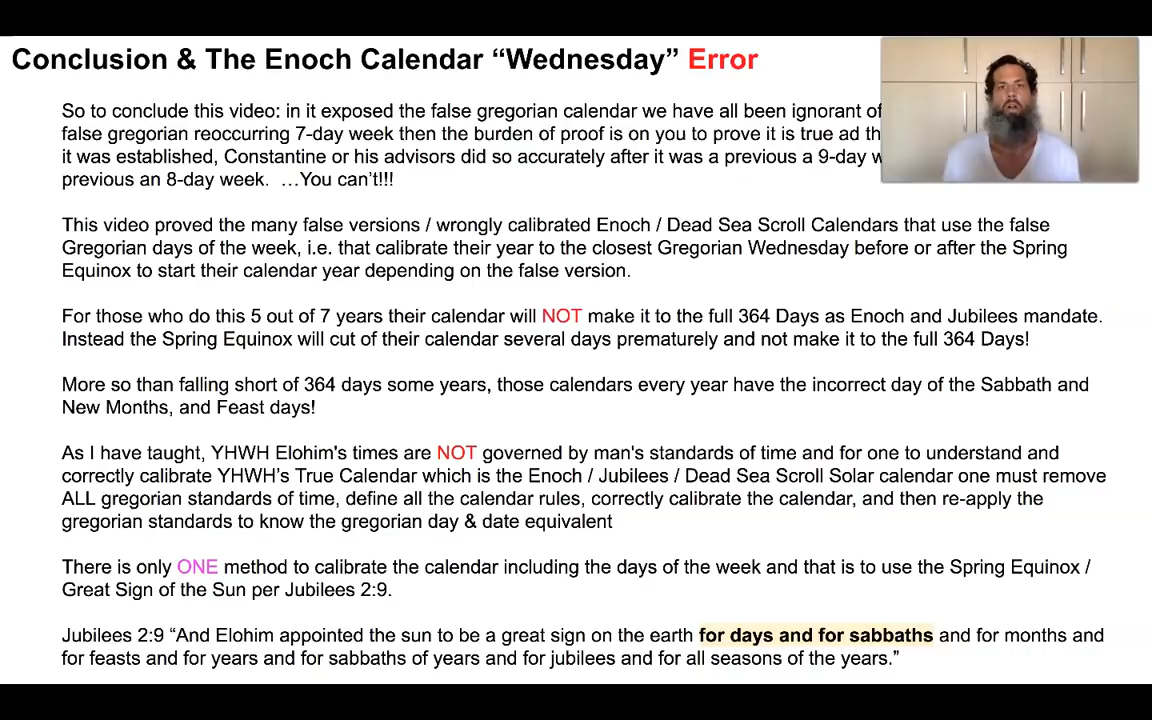 Conclusion & The Enoch Calendar “Wednesday” Error
So to conclude this video: in it exposed the false gregorian calendar we have all been ignorant of
false gregorian reoccurring 7-day week then the burden of proof is on you to prove it is true ad th
it was established, Constantine or his advisors did so accurately after it was a previous a 9-day w
previous an 8-day week.  …You can’t!!!
This video proved the many false versions / wrongly calibrated Enoch / Dead Sea Scroll Calendars that use the false
Gregorian days of the week, i.e. that calibrate their year to the closest Gregorian Wednesday before or after the Spring
Equinox to start their calendar year depending on the false version.
For those who do this 5 out of 7 years their calendar will NOT make it to the full 364 Days as Enoch and Jubilees mandate.
Instead the Spring Equinox will cut of their calendar several days prematurely and not make it to the full 364 Days!
More so than falling short of 364 days some years, those calendars every year have the incorrect day of the Sabbath and
New Months, and Feast days!
As I have taught, YHWH Elohim's times are NOT governed by man's standards of time and for one to understand and
correctly calibrate YHWH’s True Calendar which is the Enoch / Jubilees / Dead Sea Scroll Solar calendar one must remove
ALL gregorian standards of time, define all the calendar rules, correctly calibrate the calendar, and then re-apply the
gregorian standards to know the gregorian day & date equivalent
There is only ONE method to calibrate the calendar including the days of the week and that is to use the Spring Equinox /
Great Sign of the Sun per Jubilees 2:9.
Jubilees 2:9 “And Elohim appointed the sun to be a great sign on the earth for days and for sabbaths and for months and
for feasts and for years and for sabbaths of years and for jubilees and for all seasons of the years.”